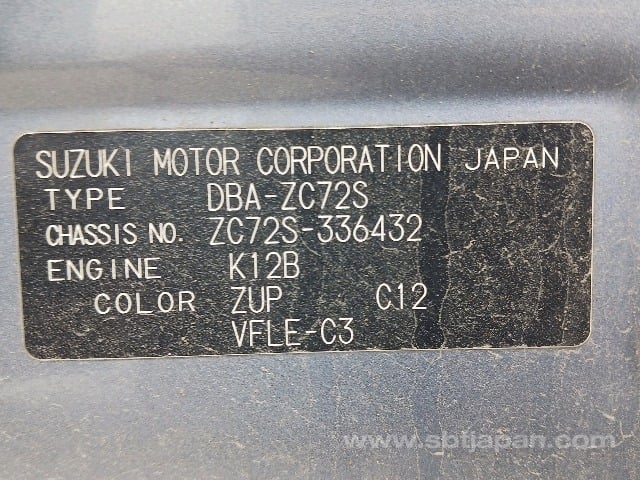 SUZUKI MOTOR CORPORATION JAPAN
TYPE DBA-ZC72S
CHASSIS NO. ZC72S-336432
ENGINE K12B
COLOR ZUP C12
VFLE-C3
www.sbtjapan.com